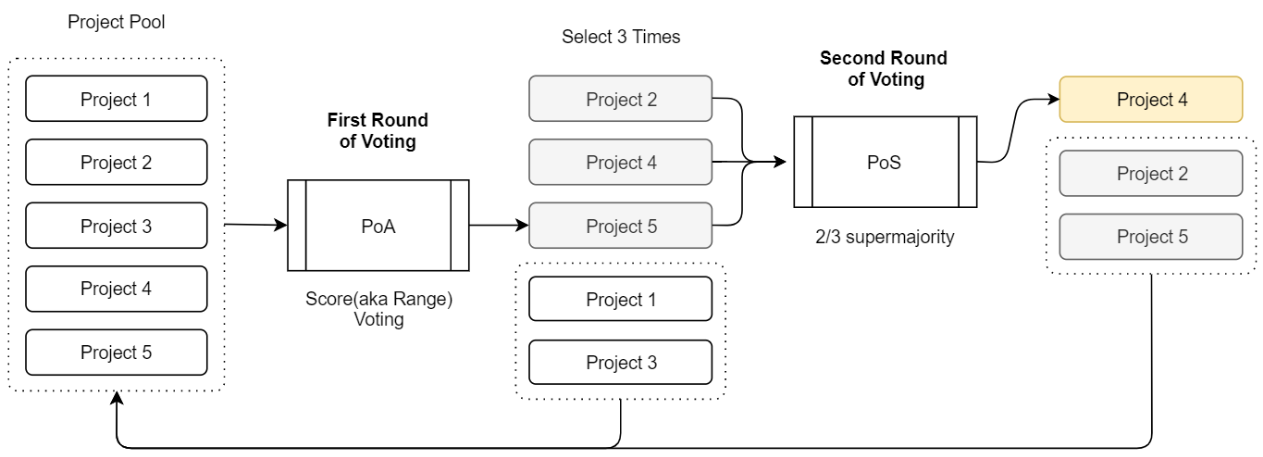 Project Pool
Project 1
Project 2
Project 3
Project 4
Project 5
First Round
of Voting
PoA
Score(aka Range)
Voting
Select 3 Times
Project 2
Project 4
Project 5
Project 1
Project 3
Second Round
of Voting
PoS
2/3 supermajority
Project 4
Project 2
Project 5